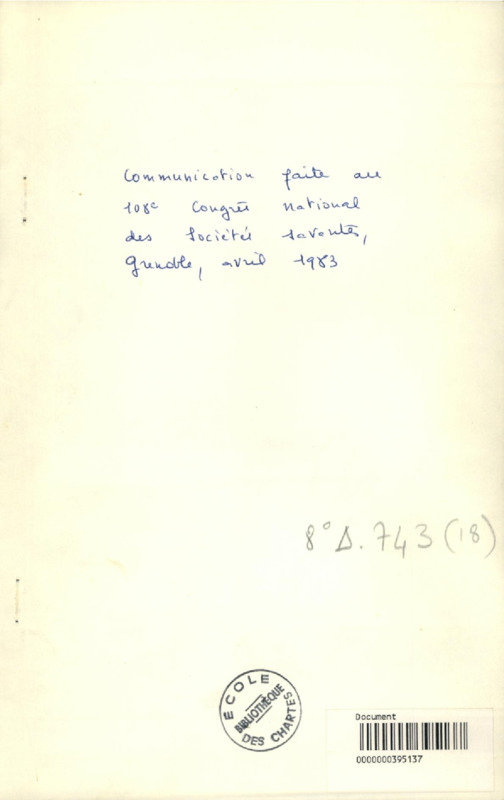 Communication faite au
108e Congrès National
des Sociétés savantes,
Grenoble, avril 1983
8° Δ. 743 (18)
ECOLE
BIBLIOTHÈQUE
DES CHARTES
Document
0000000395137